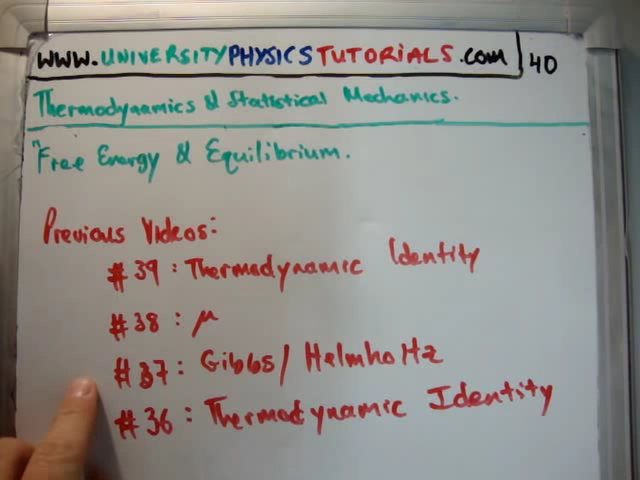 WWW.UNIVERSITYPHYSICSTUTORIALS.COM 40
Thermodynamics & Statistical Mechanics.
"Free Energy & Equilibrium.
Previous Videos:
#39 : Thermodynamic Identity
#38 : μ
#37 : Gibbs/Helmholtz
#36 : Thermodynamic Identity